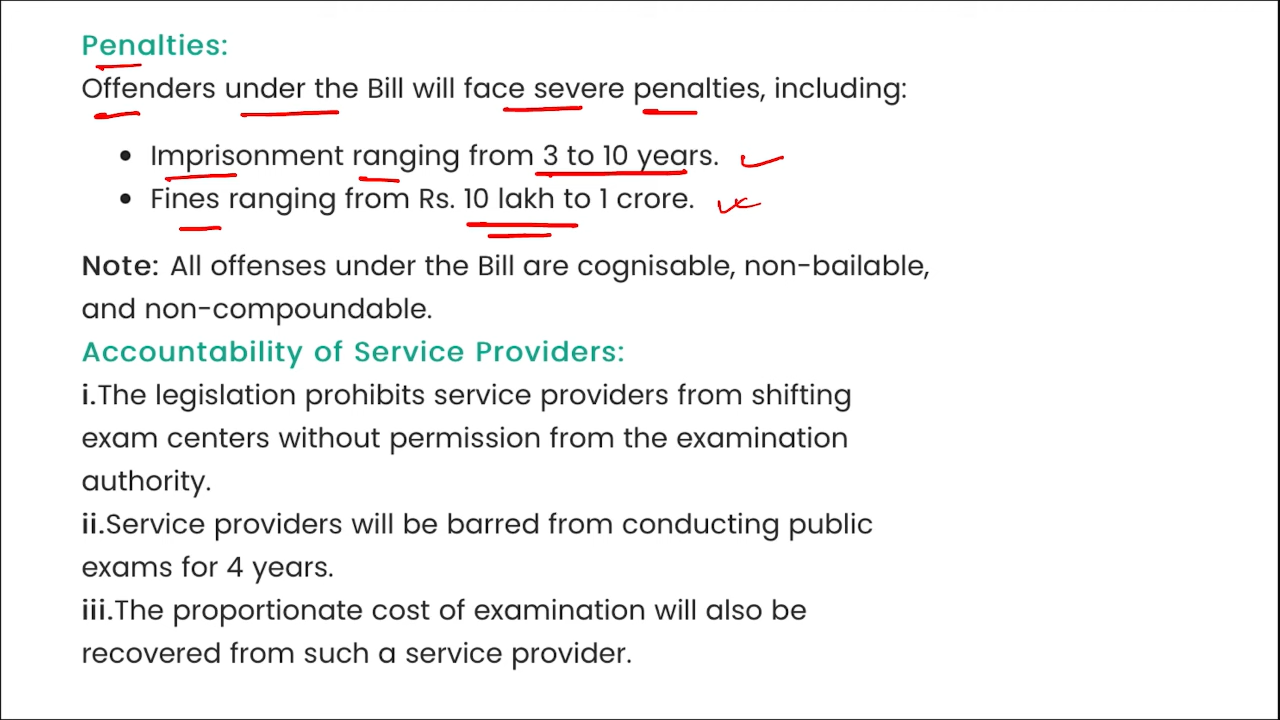 Penalties:
Offenders under the Bill will face severe penalties, including:
• Imprisonment ranging from 3 to 10 years.
• Fines ranging from Rs. 10 lakh to 1 crore.
Note: All offenses under the Bill are cognisable, non-bailable,
and non-compoundable.
Accountability of Service Providers:
i.The legislation prohibits service providers from shifting
exam centers without permission from the examination
authority.
ii.Service providers will be barred from conducting public
exams for 4 years.
iii.The proportionate cost of examination will also be
recovered from such a service provider.